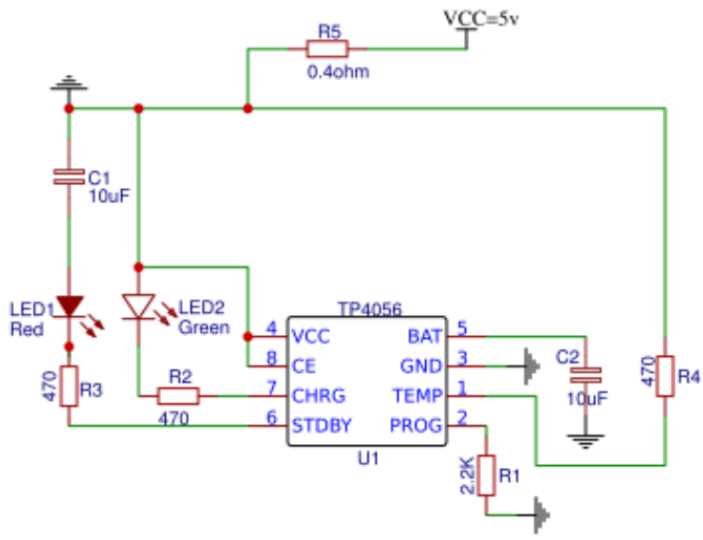 VCC=5v
R5
0.4ohm
C1
10uF
LED1
Red
LED2
Green
TP4056
4 VCC BAT 5
8 CE GND 3
7 CHRG TEMP 1
6 STDBY PROG 2
U1
R2
470
470 R3
C2
10uF
470 R4
2.2K R1